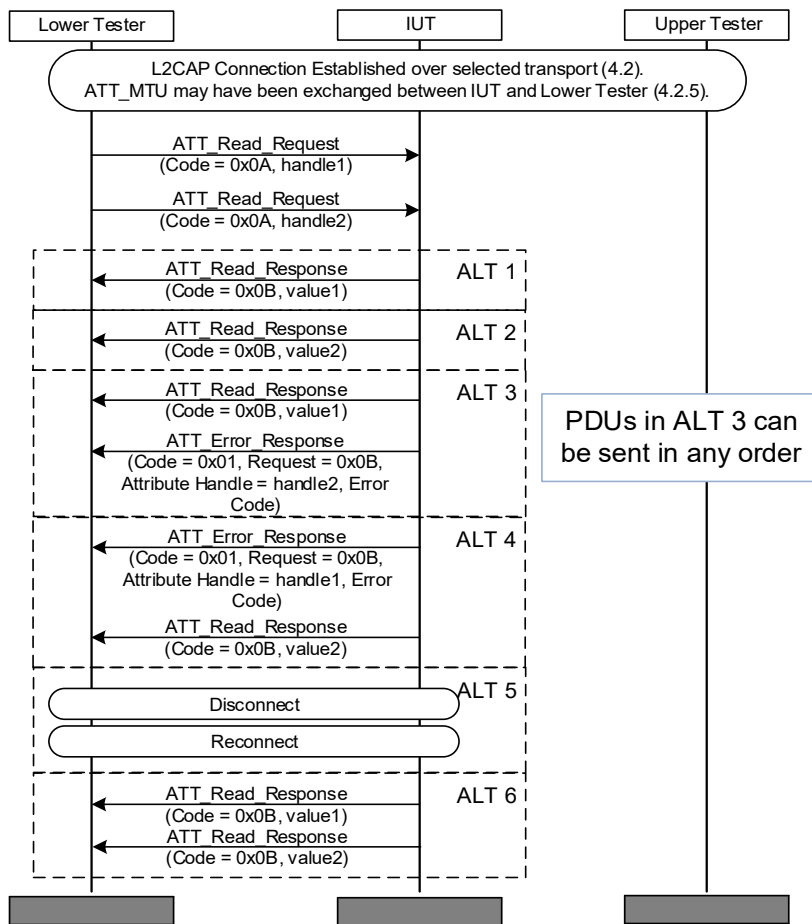 Lower Tester
IUT
Upper Tester
L2CAP Connection Established over selected transport (4.2).
ATT_MTU may have been exchanged between IUT and Lower Tester (4.2.5).
ATT_Read_Request
(Code = 0x0A, handle1)
ATT_Read_Request
(Code = 0x0A, handle2)
ALT 1
ATT_Read_Response
(Code = 0x0B, value1)
ALT 2
ATT_Read_Response
(Code = 0x0B, value2)
ALT 3
ATT_Read_Response
(Code = 0x0B, value1)
ATT_Error_Response
(Code = 0x01, Request = 0x0B,
Attribute Handle = handle2, Error
Code)
PDUs in ALT 3 can
be sent in any order
ALT 4
ATT_Error_Response
(Code = 0x01, Request = 0x0B,
Attribute Handle = handle1, Error
Code)
ATT_Read_Response
(Code = 0x0B, value2)
ALT 5
Disconnect
Reconnect
ALT 6
ATT_Read_Response
(Code = 0x0B, value1)
ATT_Read_Response
(Code = 0x0B, value2)